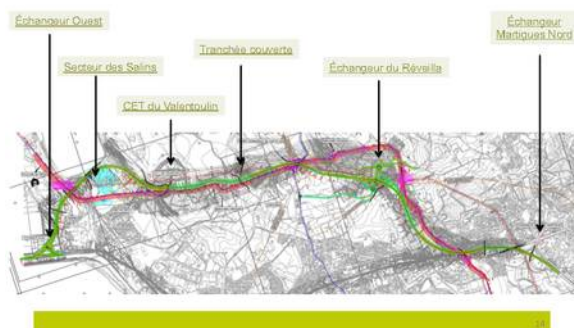 Échangeur Ouest
Secteur des Salins
CET du Valentoulin
Tranchée couverte
Échangeur du Réveilla
Échangeur
Martigues Nord
14